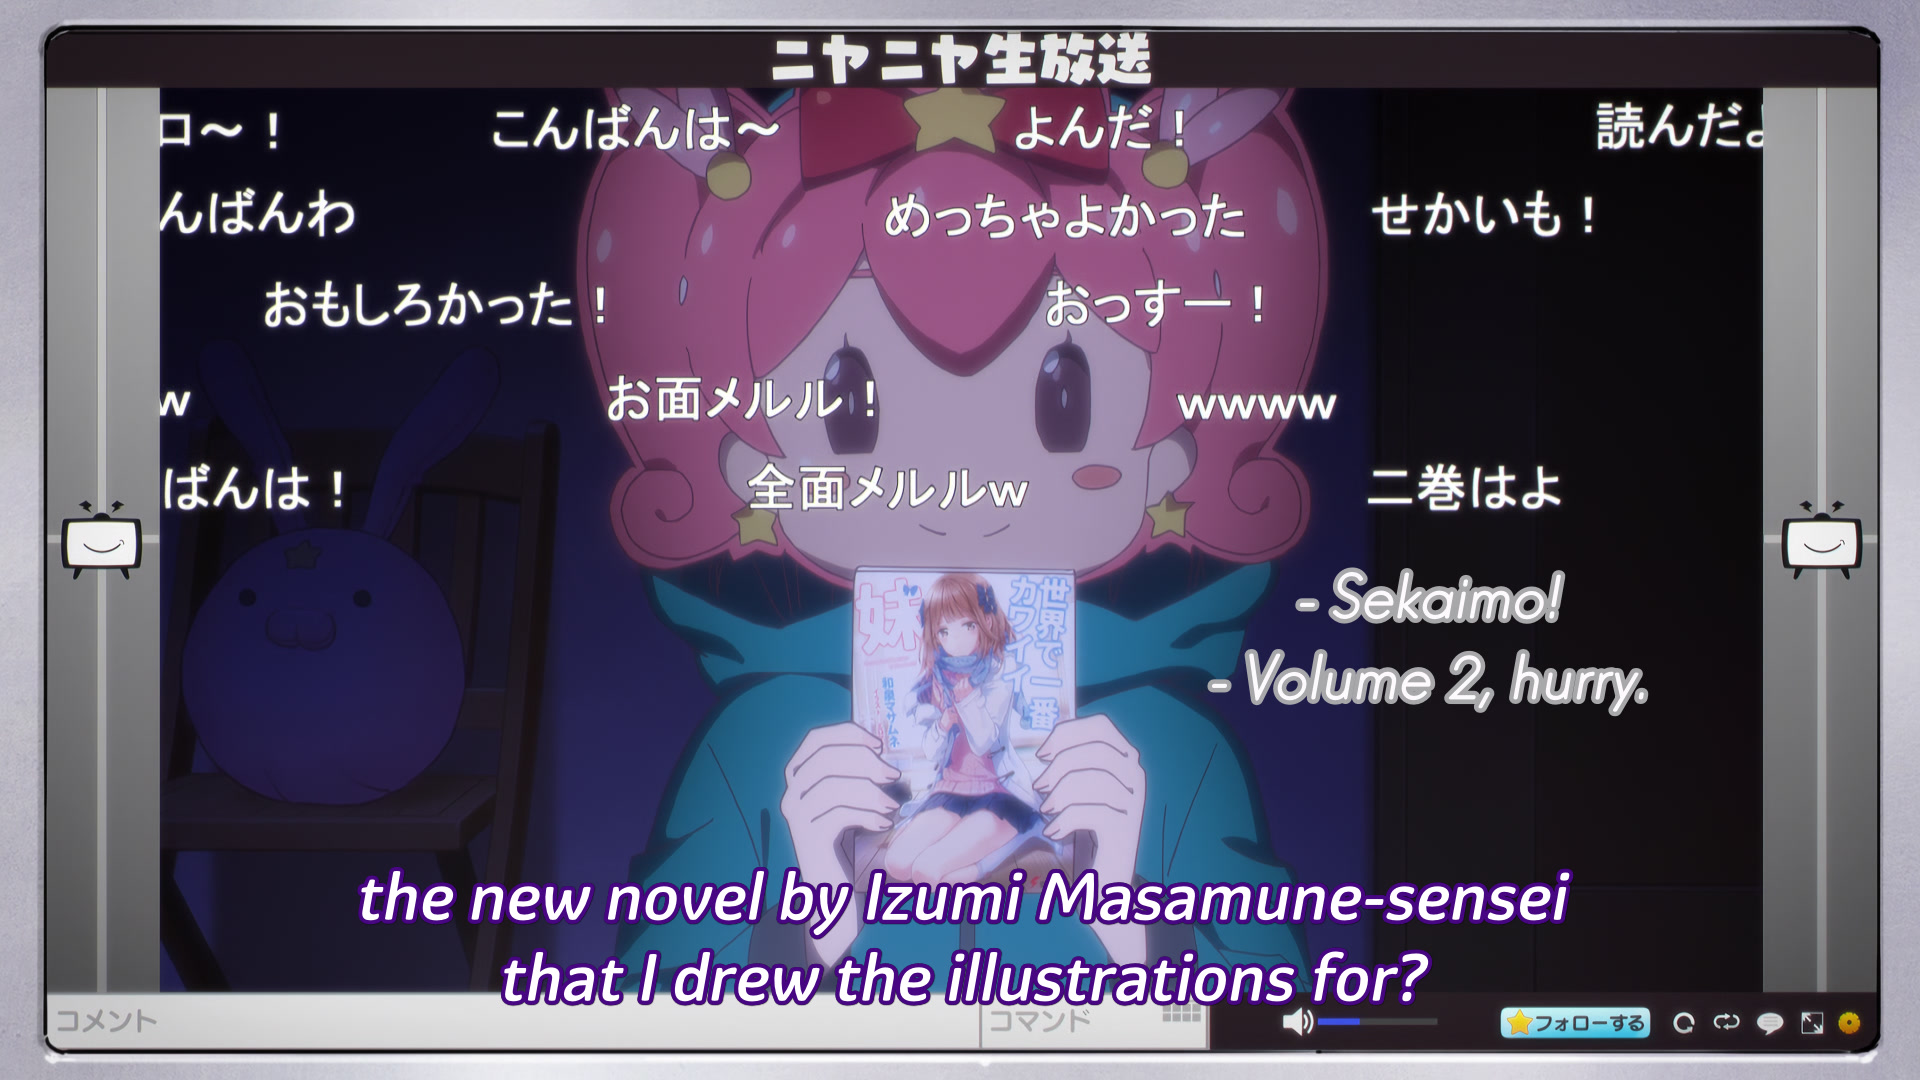 ニヤニヤ生放送
ロ～！
こんばんは～
よんだ！
読んだよ
んばんわ
めっちゃよかった
せかいも！
おもしろかった！
おっすー！
w
お面メルル！
wwww
ばんは！
全面メルルw
二巻はよ
世界で一番
カワイイ
妹
和泉マサムネ
- Sekaimo!
- Volume 2, hurry.
the new novel by Izumi Masamune-sensei
that I drew the illustrations for?
コメント
コマンド
フォローする